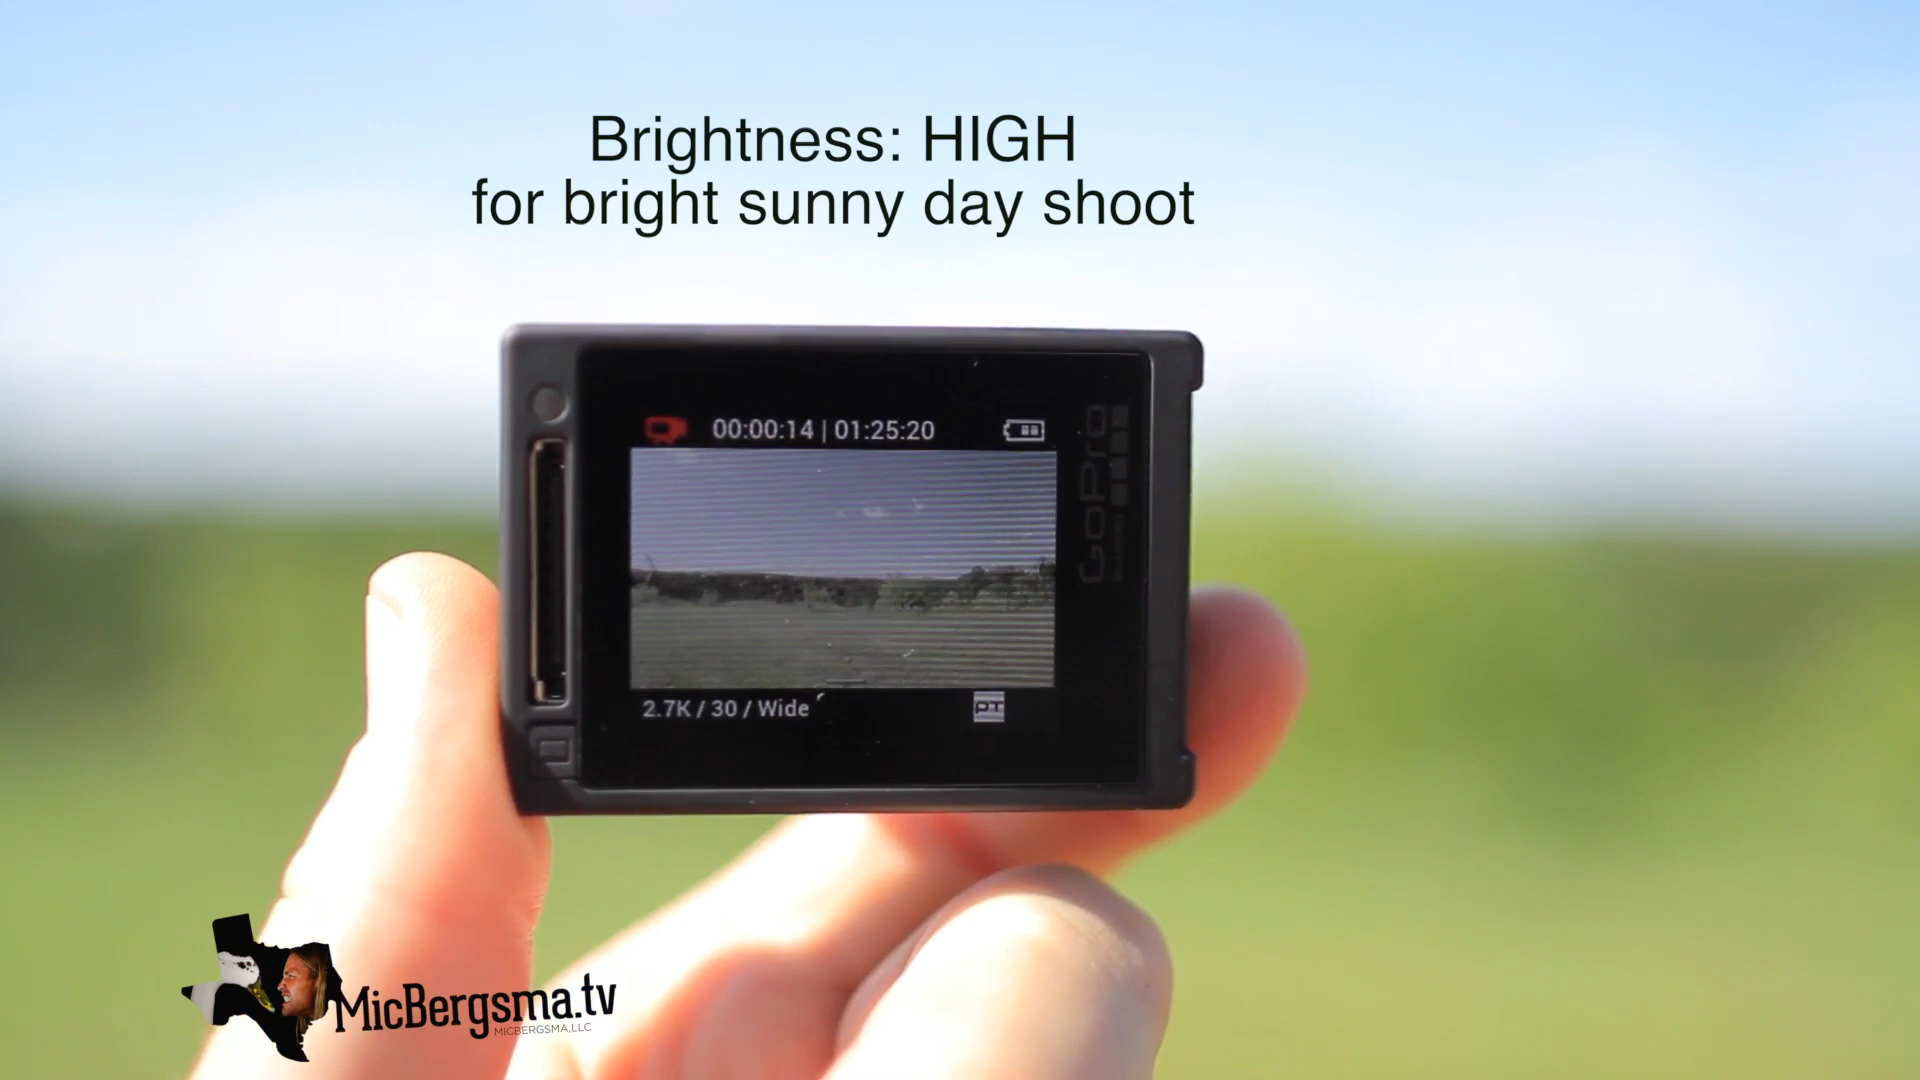 Brightness: HIGH
for bright sunny day shoot
00:00:14 | 01:25:20
GoPro
2.7K / 30 / Wide
PT
MicBergsma.tv
MICBERGSMA,LLC